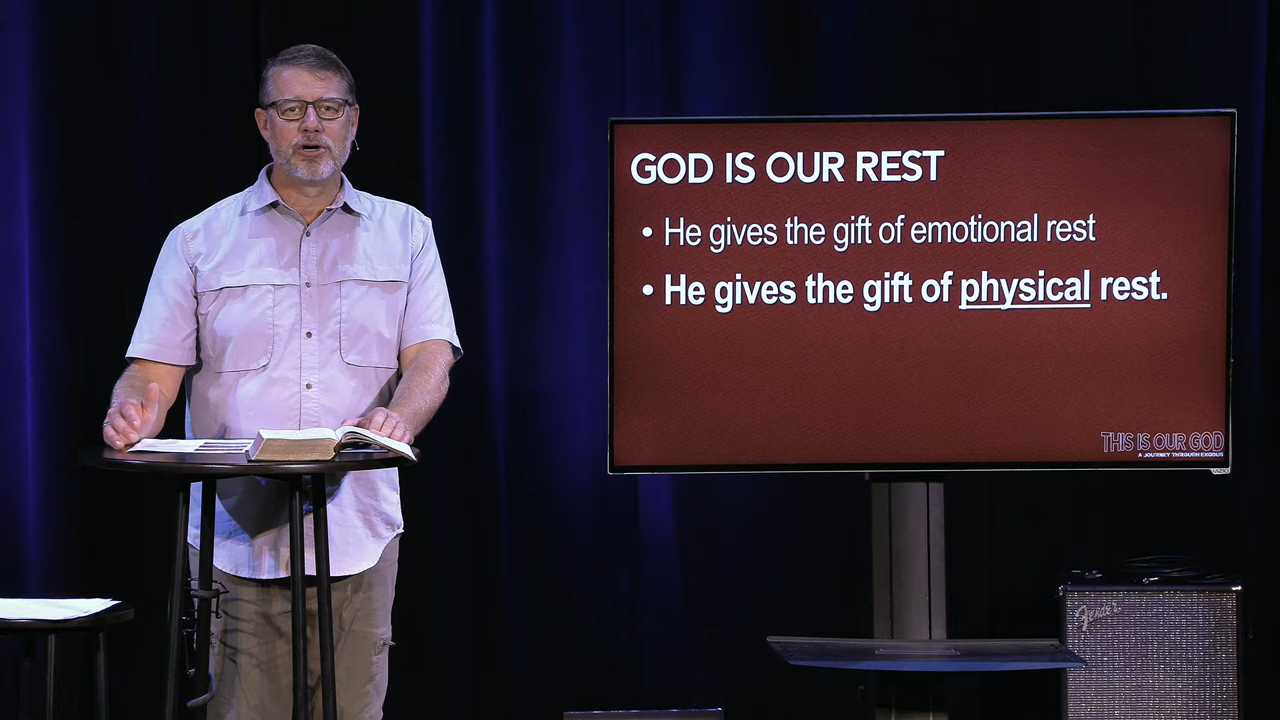 GOD IS OUR REST
• He gives the gift of emotional rest
• He gives the gift of physical rest.
THIS IS OUR GOD
A JOURNEY THROUGH EXODUS
VIZIO
Fender